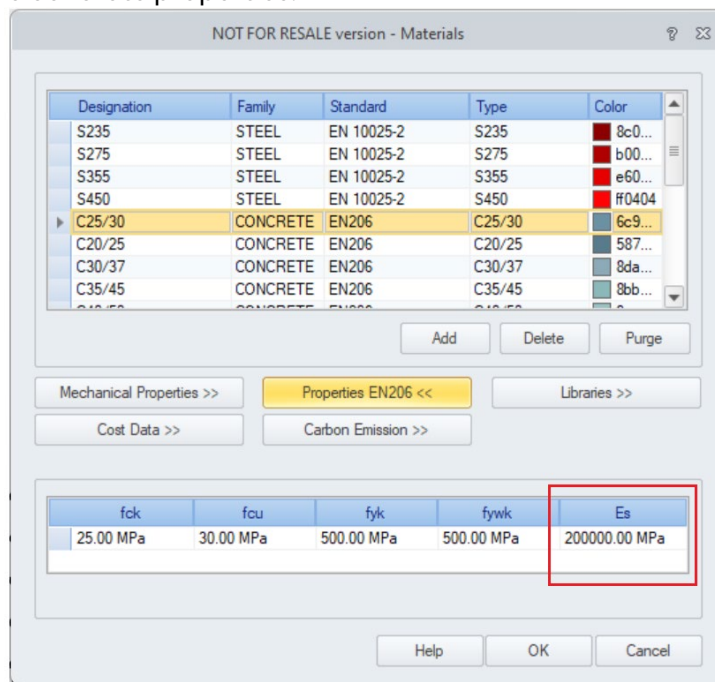 NOT FOR RESALE version - Materials
Designation Family Standard Type Color
S235 STEEL EN 10025-2 S235 8c0...
S275 STEEL EN 10025-2 S275 b00...
S355 STEEL EN 10025-2 S355 e60...
S450 STEEL EN 10025-2 S450 ff0404
C25/30 CONCRETE EN206 C25/30 6c9...
C20/25 CONCRETE EN206 C20/25 587...
C30/37 CONCRETE EN206 C30/37 8da...
C35/45 CONCRETE EN206 C35/45 8bb...
Add Delete Purge
Mechanical Properties >> Properties EN206 << Libraries >>
Cost Data >> Carbon Emission >>
fck fcu fyk fywk Es
25.00 MPa 30.00 MPa 500.00 MPa 500.00 MPa 200000.00 MPa
Help OK Cancel